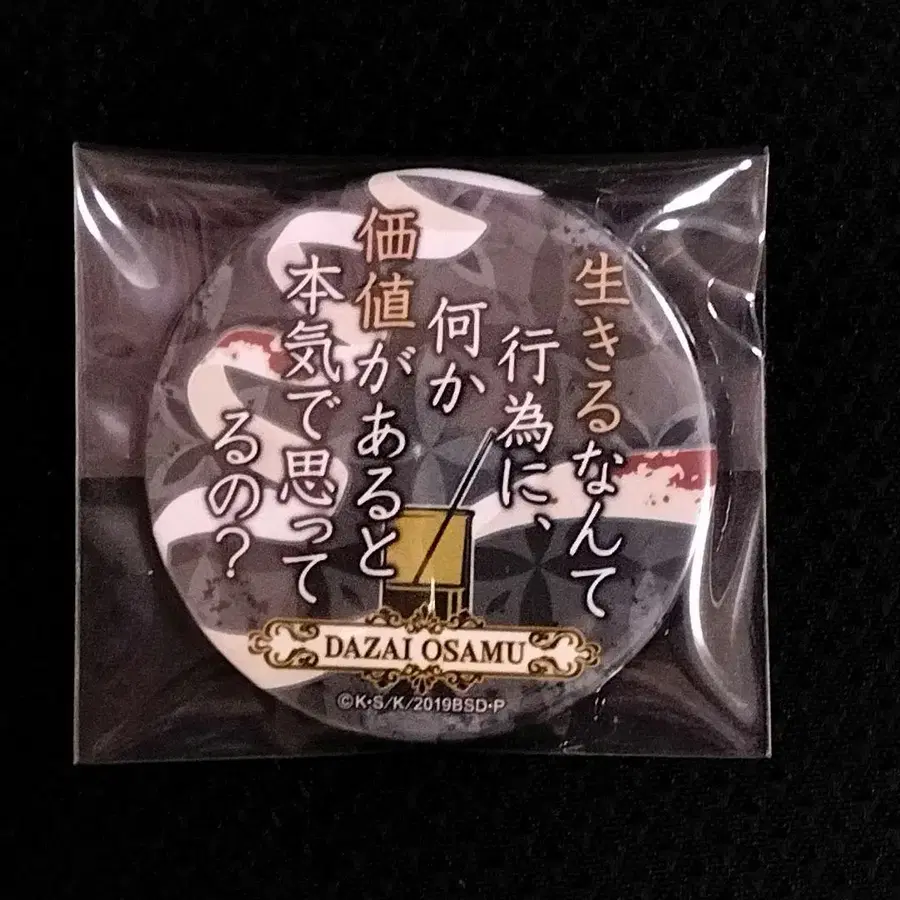 生きるなんて
行為に、
何か
価値があると
本気で思って
るの?
DAZAI OSAMU
©K・S/K/2019BSD・P